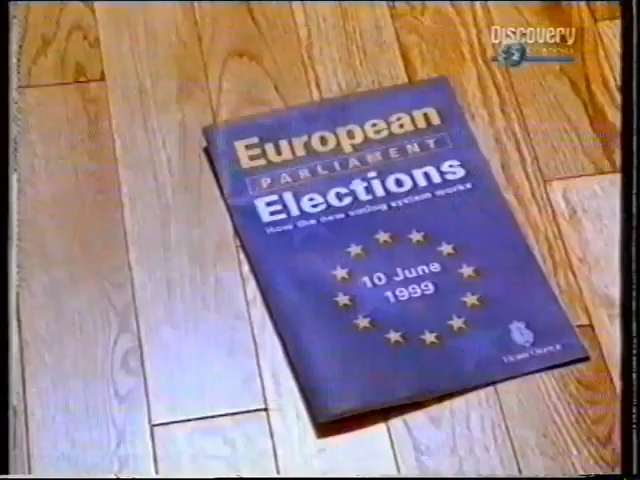 Discovery
European
PARLIAMENT
Elections
How the new voting system works
10 June
1999
HOME OFFICE